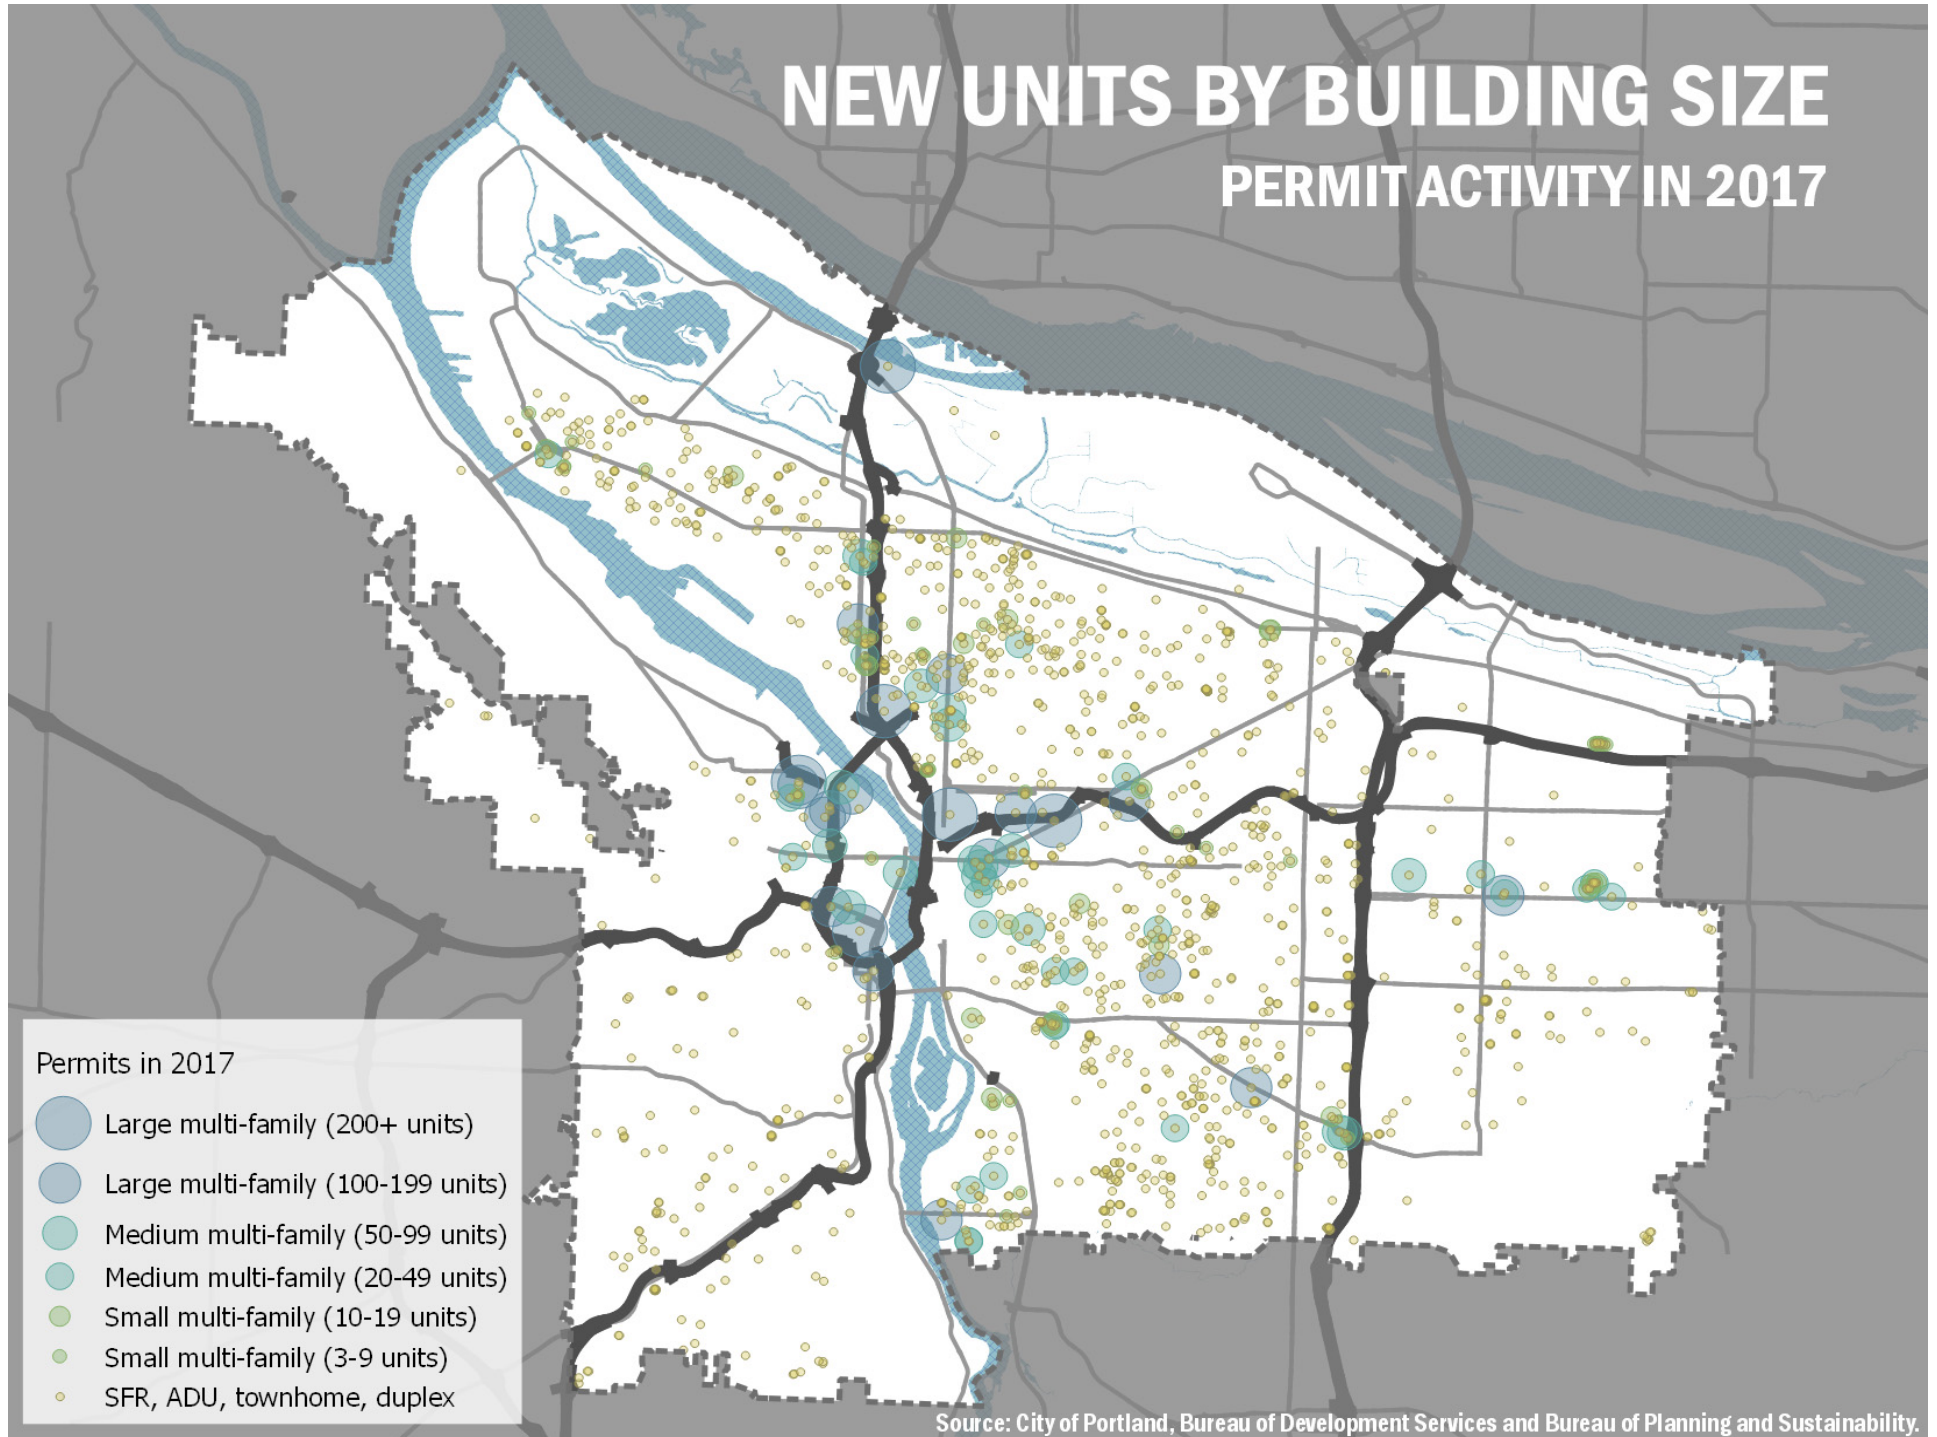 NEW UNITS BY BUILDING SIZE
PERMIT ACTIVITY IN 2017
Permits in 2017
Large multi-family (200+ units)
Large multi-family (100-199 units)
Medium multi-family (50-99 units)
Medium multi-family (20-49 units)
Small multi-family (10-19 units)
Small multi-family (3-9 units)
SFR, ADU, townhome, duplex
Source: City of Portland, Bureau of Development Services and Bureau of Planning and Sustainability.